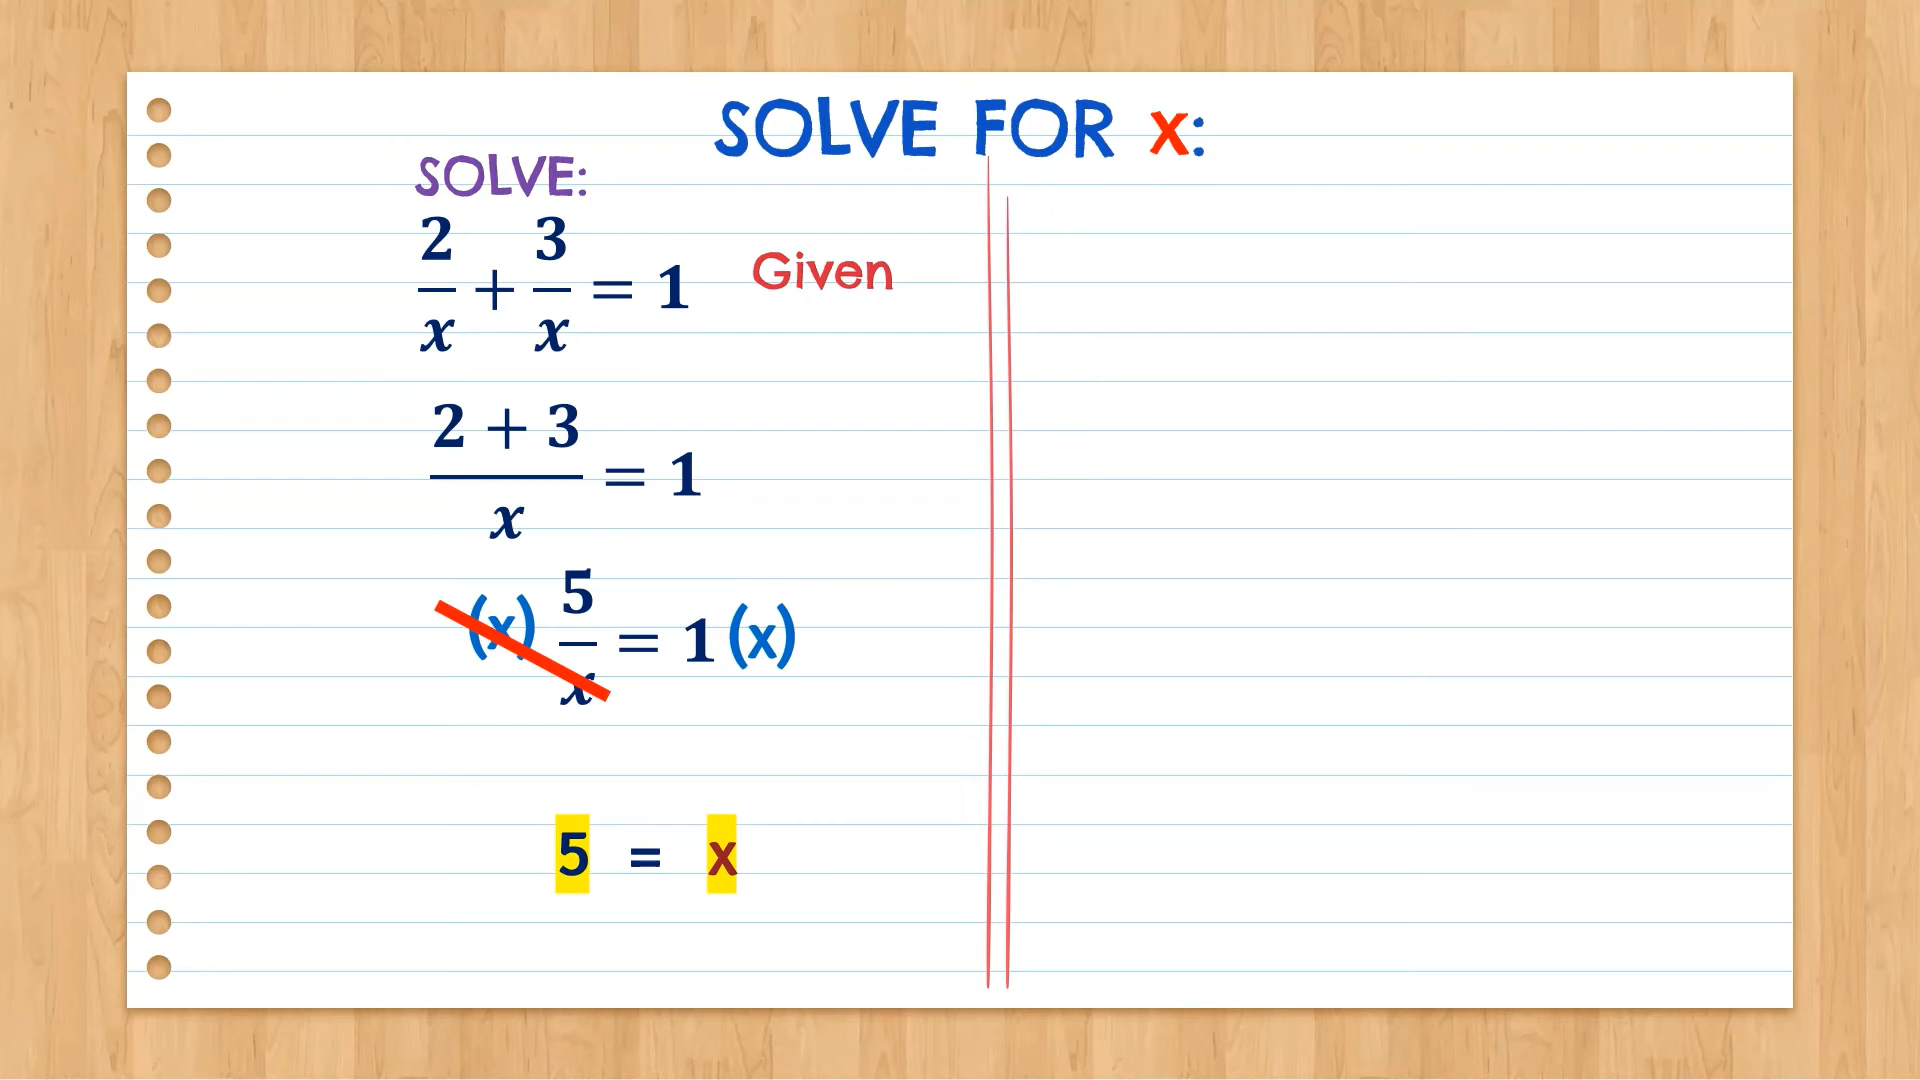 SOLVE FOR x:
SOLVE:
2/x + 3/x = 1 Given
2 + 3/x = 1
(x) 5/x = 1 (x)
5 = x